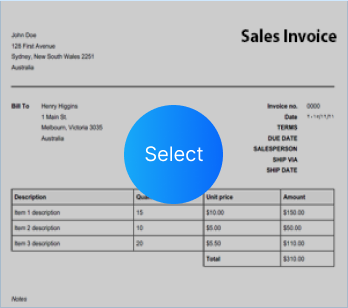 Sales Invoice
John Doe
128 First Avenue
Sydney, New South Wales 2251
Australia
Bill To Henry Higgins
1 Main St.
Melbourn, Victoria 3035
Australia
Invoice no. 0000
Date
TERMS
DUE DATE
SALESPERSON
SHIP VIA
SHIP DATE
Select
Description Unit price Amount
Item 1 description 15 $10.00 $150.00
Item 2 description 10 $5.00 $50.00
Item 3 description 20 $5.50 $110.00
Total $310.00
Notes